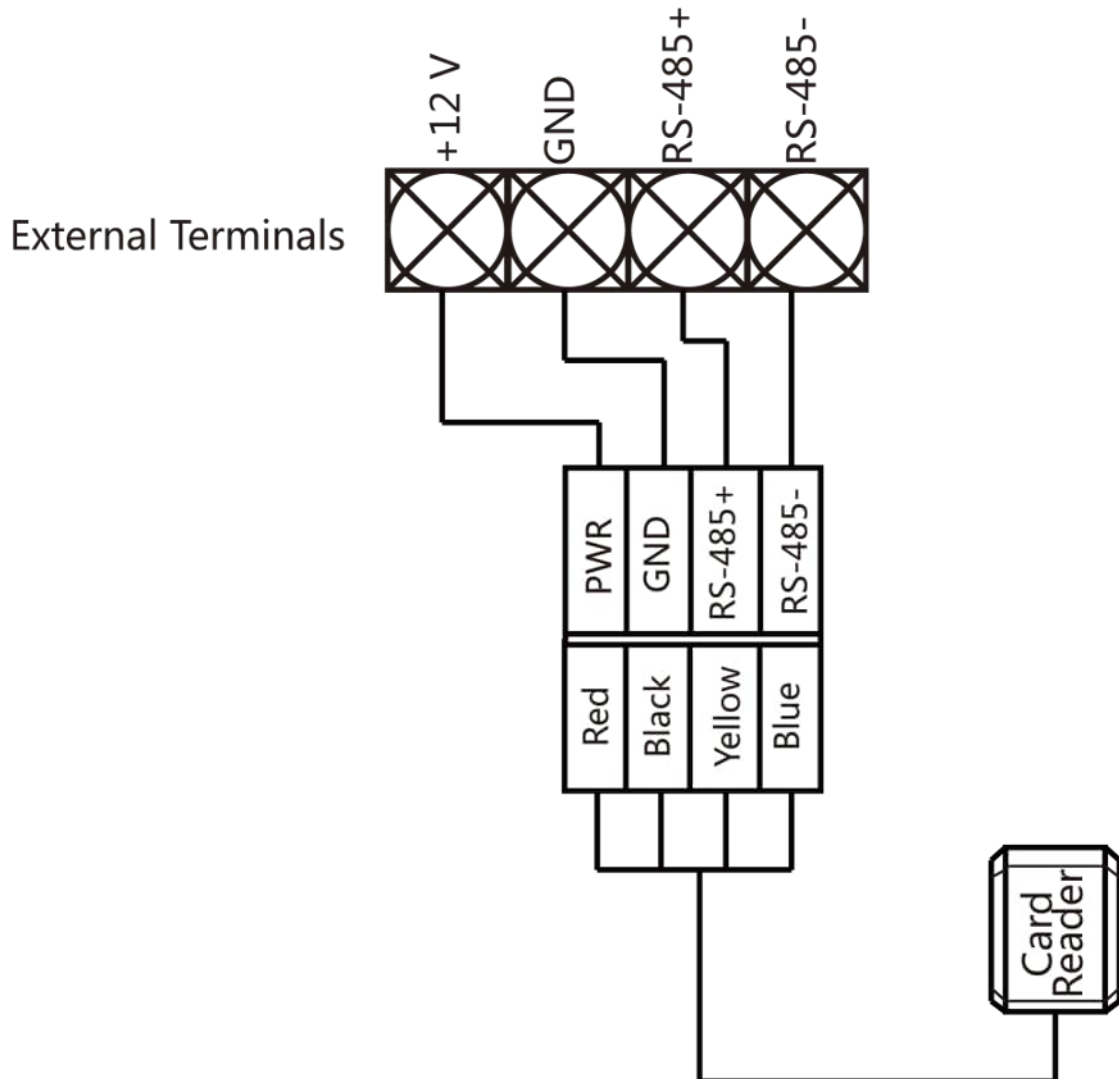 +12 V
GND
RS-485+
RS-485-
External Terminals
PWR
GND
RS-485+
RS-485-
Red
Black
Yellow
Blue
Card
Reader